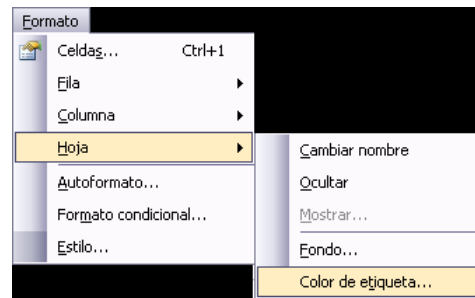 Formato
Celdas... Ctrl+1
Fila
Columna
Hoja
Autoformato...
Formato condicional...
Estilo...
Cambiar nombre
Ocultar
Mostrar...
Fondo...
Color de etiqueta...